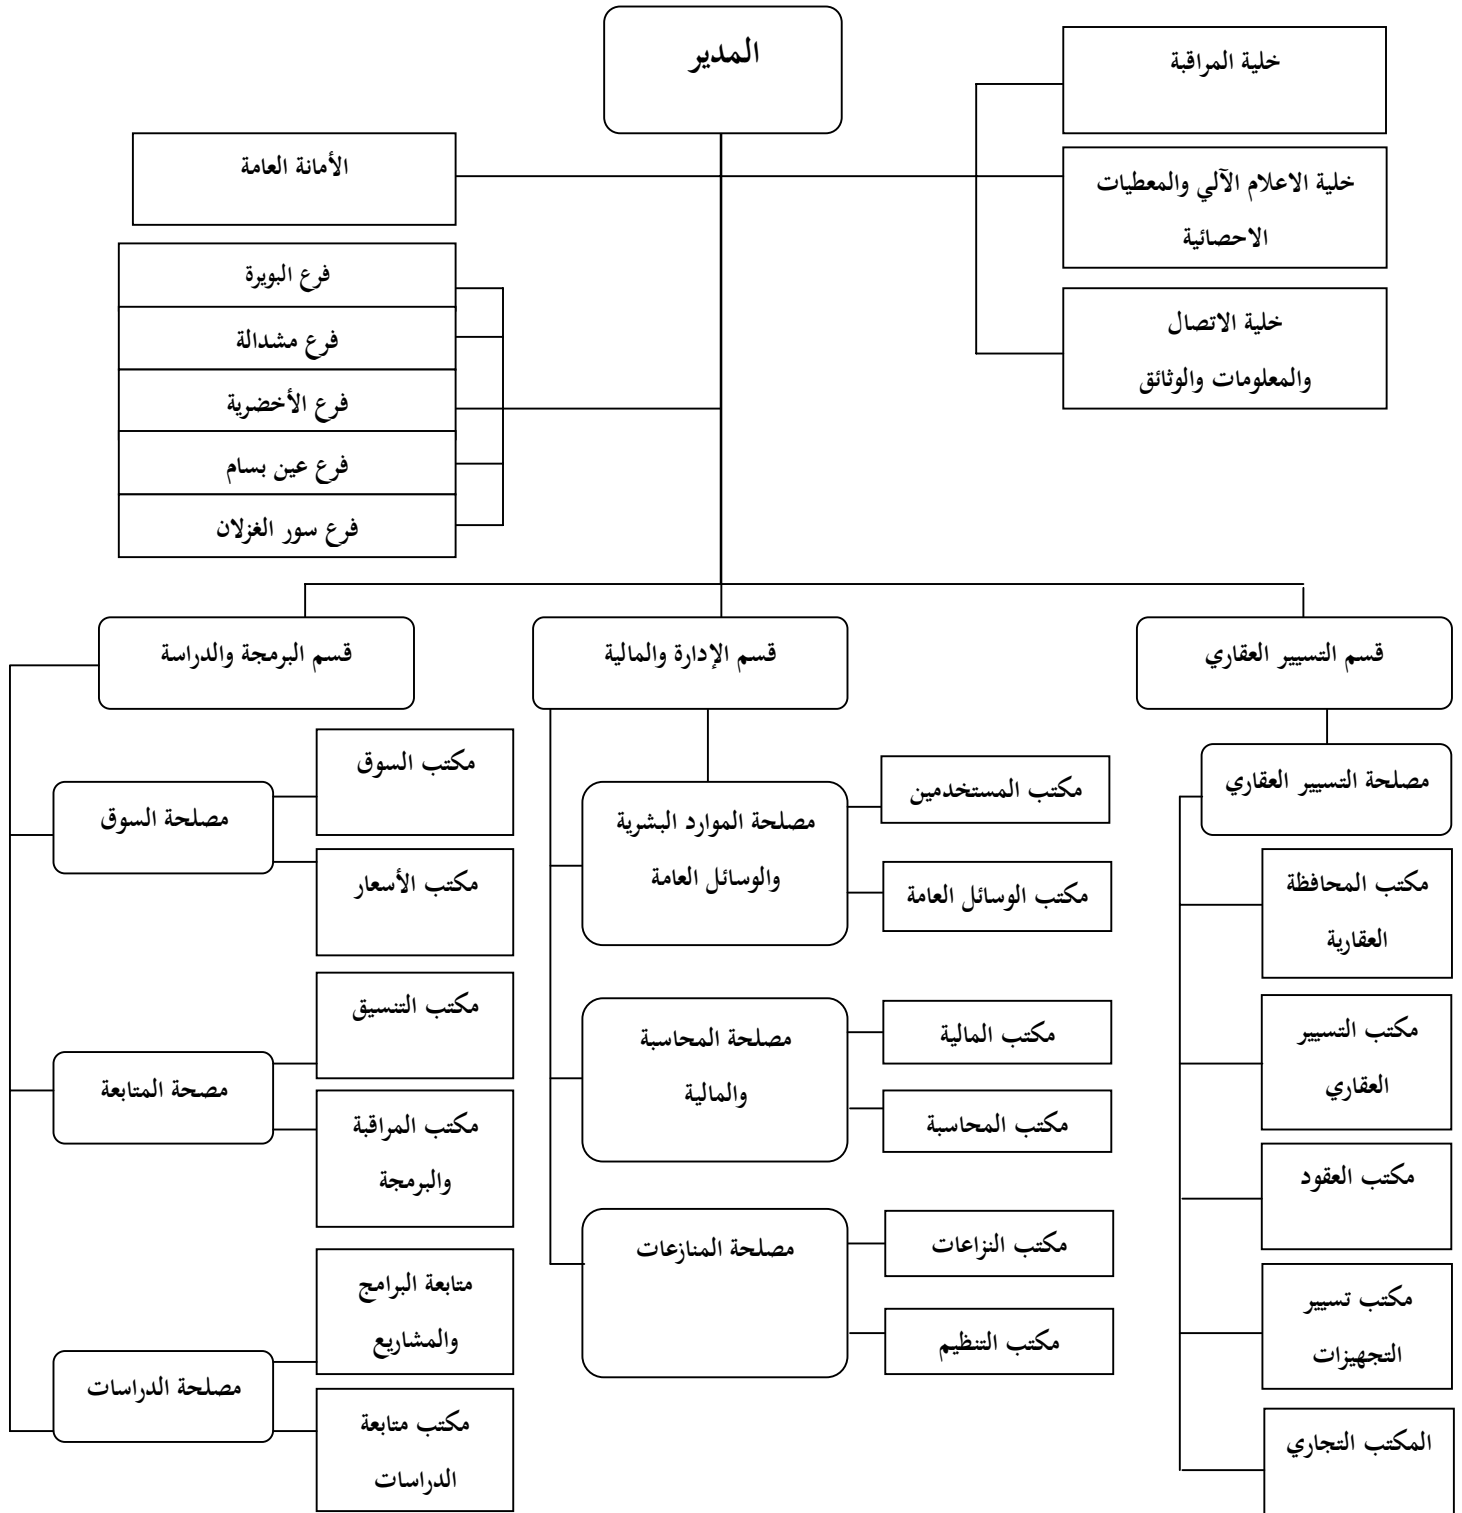 المدير
خلية المراقبة
خلية الاعلام الآلي والمعطيات
الاحصائية
خلية الاتصال
والمعلومات والوثائق
الأمانة العامة
فرع البويرة
فرع مشدالة
فرع الأخضرية
فرع عين بسام
فرع سور الغزلان
قسم التسيير العقاري
قسم الإدارة والمالية
قسم البرمجة والدراسة
مصلحة التسيير العقاري
مكتب المحافظة
العقارية
مكتب التسيير
العقاري
مكتب العقود
مكتب تسيير
التجهيزات
المكتب التجاري
مصلحة الموارد البشرية
والوسائل العامة
مكتب المستخدمين
مكتب الوسائل العامة
مصلحة المحاسبة
والمالية
مكتب المالية
مكتب المحاسبة
مصلحة المنازعات
مكتب النزاعات
مكتب التنظيم
مصلحة السوق
مكتب السوق
مكتب الأسعار
مصحة المتابعة
مكتب التنسيق
مكتب المراقبة
والبرمجة
مصلحة الدراسات
متابعة البرامج
والمشاريع
مكتب متابعة
الدراسات